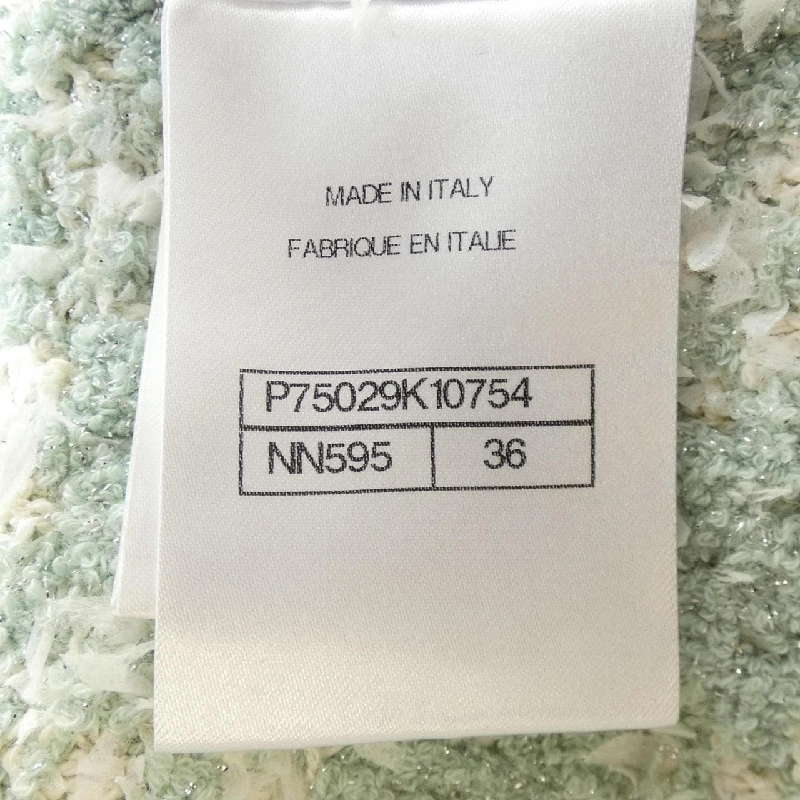 MADE IN ITALY
FABRIQUE EN ITALIE
P75029K10754
NN595 36